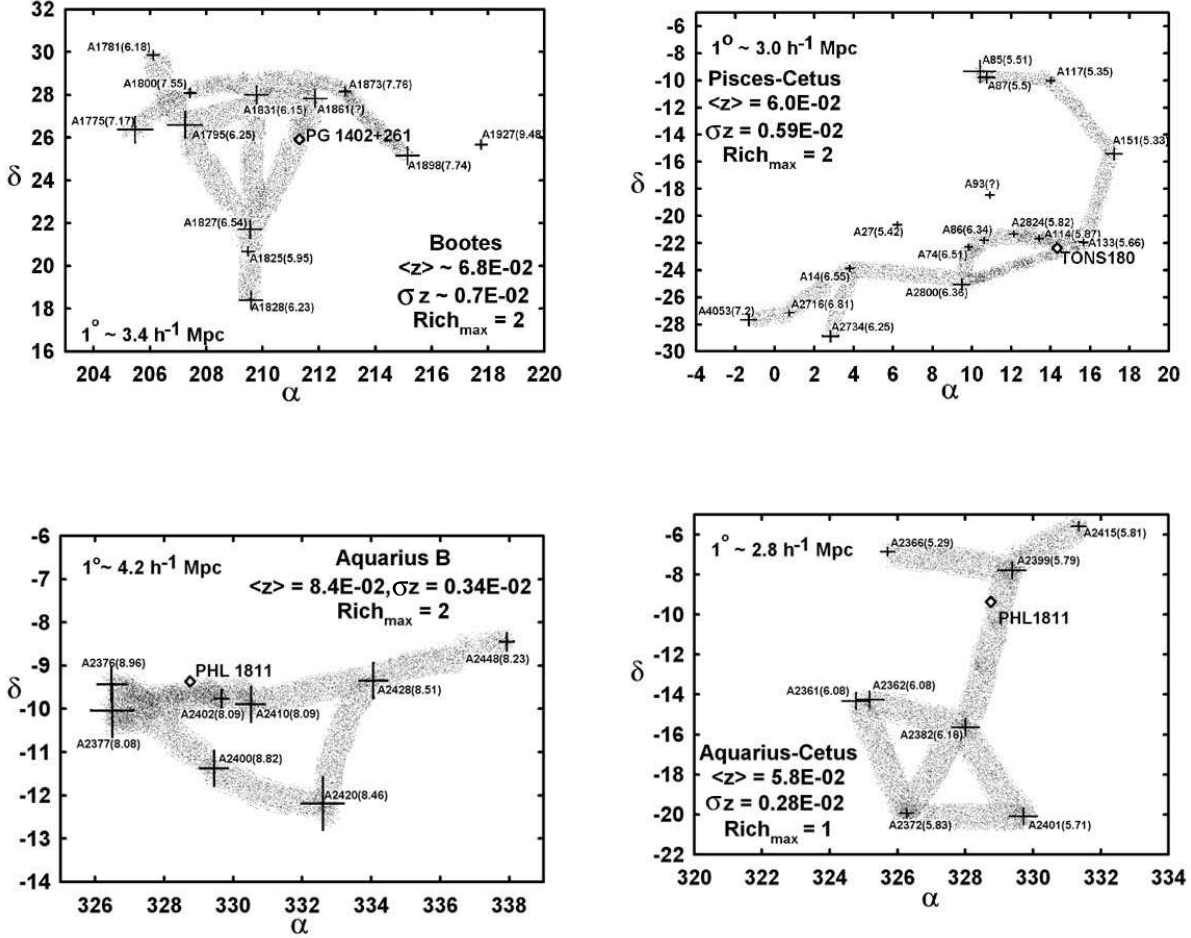 32
30
28
26
24
22
20
18
16
δ
A1781(6.18)
A1800(7.55)
A1873(7.76)
A1831(6.15)
A1861(?)
A1775(7.17)
A1795(6.25)
PG 1402+261
A1927(9.48)
A1898(7.74)
A1827(6.54)
A1825(5.95)
A1828(6.23)
Bootes
<z> ~ 6.8E-02
σz ~ 0.7E-02
Rich_max = 2
1° ~ 3.4 h⁻¹ Mpc
204 206 208 210 212 214 216 218 220
α
-6
-8
-10
-12
-14
-16
-18
-20
-22
-24
-26
-28
-30
δ
1° ~ 3.0 h⁻¹ Mpc
Pisces-Cetus
<z> = 6.0E-02
σz = 0.59E-02
Rich_max = 2
A85(5.51)
A87(5.5)
A117(5.35)
A151(5.33)
A93(?)
A2824(5.82)
A27(5.42)
A86(6.34)
A114(5.87)
A133(5.66)
A74(6.51)
TONS180
A14(6.55)
A2800(6.36)
A4053(7.2)
A2716(6.81)
A2734(6.25)
-4 -2 0 2 4 6 8 10 12 14 16 18 20
α
-6
-7
-8
-9
-10
-11
-12
-13
-14
δ
1° ~ 4.2 h⁻¹ Mpc
Aquarius B
<z> = 8.4E-02, σz = 0.34E-02
Rich_max = 2
A2376(8.96)
PHL 1811
A2448(8.23)
A2428(8.51)
A2402(8.09)
A2410(8.09)
A2377(8.08)
A2400(8.82)
A2420(8.46)
326 328 330 332 334 336 338
α
-6
-8
-10
-12
-14
-16
-18
-20
-22
δ
1° ~ 2.8 h⁻¹ Mpc
A2366(5.29)
A2415(5.81)
A2399(5.79)
PHL1811
A2361(6.08)
A2362(6.08)
A2382(6.18)
Aquarius-Cetus
<z> = 5.8E-02
σz = 0.28E-02
Rich_max = 1
A2372(5.83)
A2401(5.71)
320 322 324 326 328 330 332 334
α